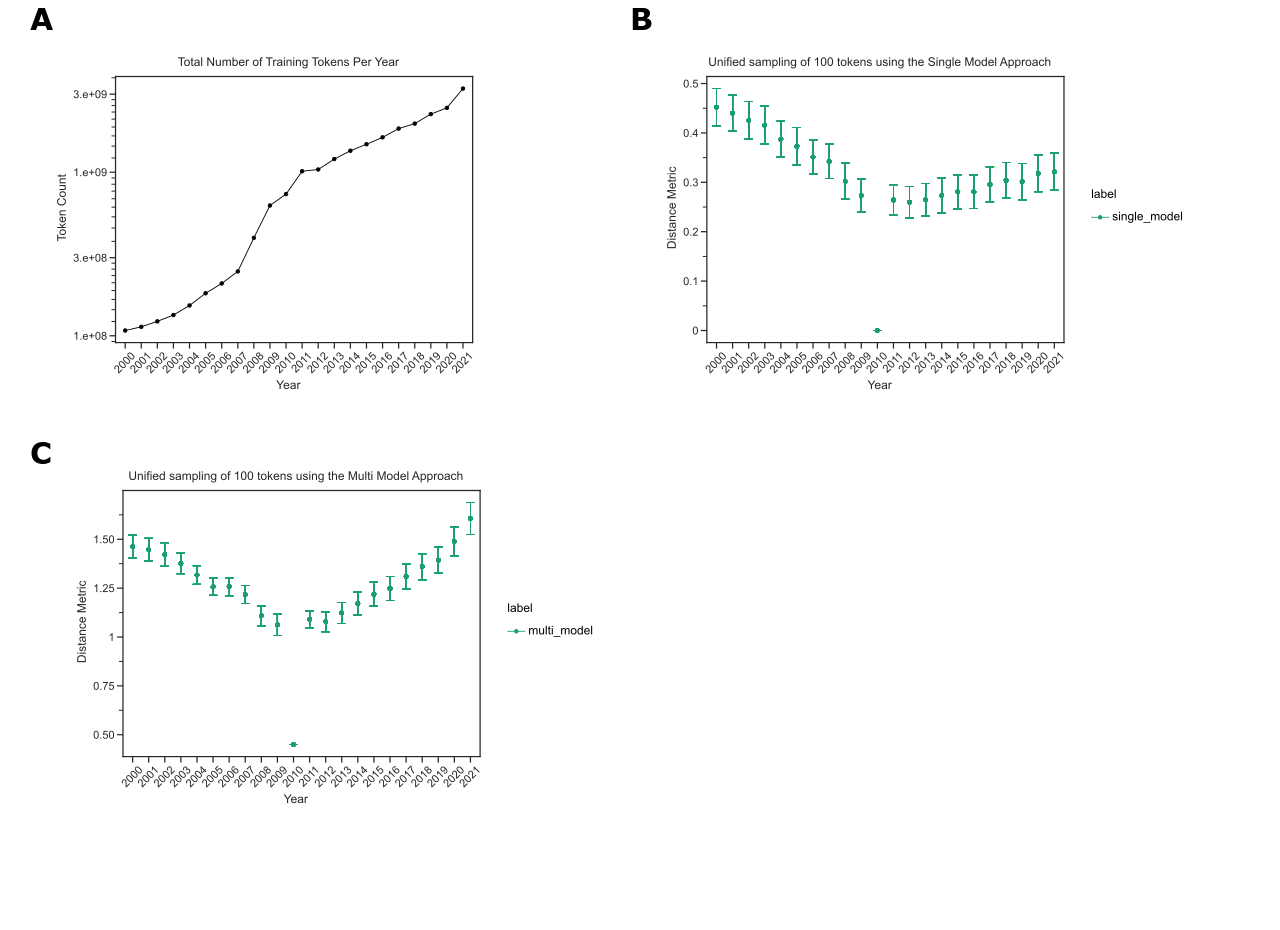 A
Total Number of Training Tokens Per Year
3.e+09
1.e+09
3.e+08
1.e+08
Token Count
2000 2001 2002 2003 2004 2005 2006 2007 2008 2009 2010 2011 2012 2013 2014 2015 2016 2017 2018 2019 2020 2021
Year
B
Unified sampling of 100 tokens using the Single Model Approach
0.5
0.4
0.3
0.2
0.1
0
Distance Metric
2000 2001 2002 2003 2004 2005 2006 2007 2008 2009 2010 2011 2012 2013 2014 2015 2016 2017 2018 2019 2020 2021
Year
label
single_model
C
Unified sampling of 100 tokens using the Multi Model Approach
1.50
1.25
1
0.75
0.50
Distance Metric
2000 2001 2002 2003 2004 2005 2006 2007 2008 2009 2010 2011 2012 2013 2014 2015 2016 2017 2018 2019 2020 2021
Year
label
multi_model